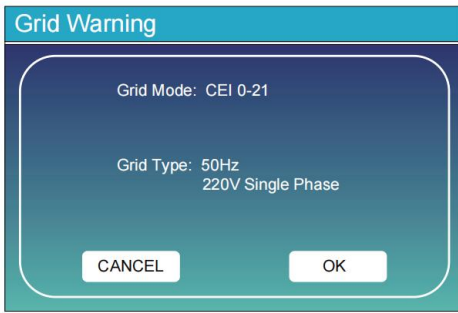 Grid Warning
Grid Mode: CEI 0-21
Grid Type: 50Hz
220V Single Phase
CANCEL OK